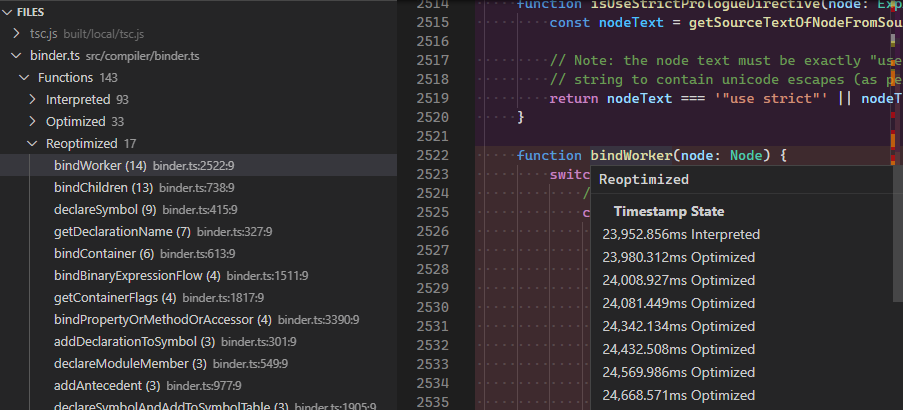 FILES
tsc.js built/local/tsc.js
binder.ts src/compiler/binder.ts
Functions 143
Interpreted 93
Optimized 33
Reoptimized 17
bindWorker (14) binder.ts:2522:9
bindChildren (13) binder.ts:738:9
declareSymbol (9) binder.ts:415:9
getDeclarationName (7) binder.ts:327:9
bindContainer (6) binder.ts:613:9
bindBinaryExpressionFlow (4) binder.ts:1511:9
getContainerFlags (4) binder.ts:1817:9
bindPropertyOrMethodOrAccessor (4) binder.ts:3390:9
addDeclarationToSymbol (3) binder.ts:301:9
declareModuleMember (3) binder.ts:549:9
addAntecedent (3) binder.ts:977:9
declareSymbolAndAddToSymbolTable (3) binder.ts:1905:9
2514 function isUseStrictPrologueDirective(node: Exp
2515 const nodeText = getSourceTextOfNodeFromSou
2516
2517 // Note: the node text must be exactly "use
2518 // string to contain unicode escapes (as pe
2519 return nodeText === '"use strict"' || nodeT
2520 }
2521
2522 function bindWorker(node: Node) {
2523 switc
2524 /
2525 c
2526
2527
2528
2529
2530
2531
2532
2533
2534
2535
Reoptimized
Timestamp State
23,952.856ms Interpreted
23,980.312ms Optimized
24,008.927ms Optimized
24,081.449ms Optimized
24,342.134ms Optimized
24,432.508ms Optimized
24,569.986ms Optimized
24,668.571ms Optimized